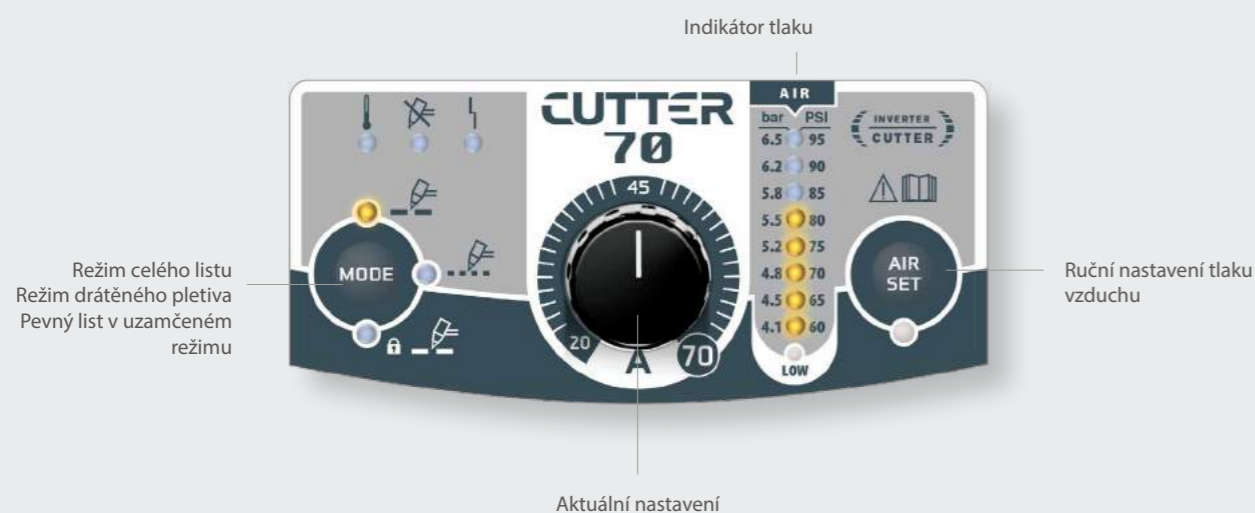 Indikátor tlaku
AIR
bar PSI
6.5 95
6.2 90
5.8 85
5.5 80
5.2 75
4.8 70
4.5 65
4.1 60
LOW
CUTTER
70
45
20
70
A
INVERTER
CUTTER
MODE
AIR
SET
Režim celého listu
Režim drátěného pletiva
Pevný list v uzamčeném
režimu
Ruční nastavení tlaku
vzduchu
Aktuální nastavení